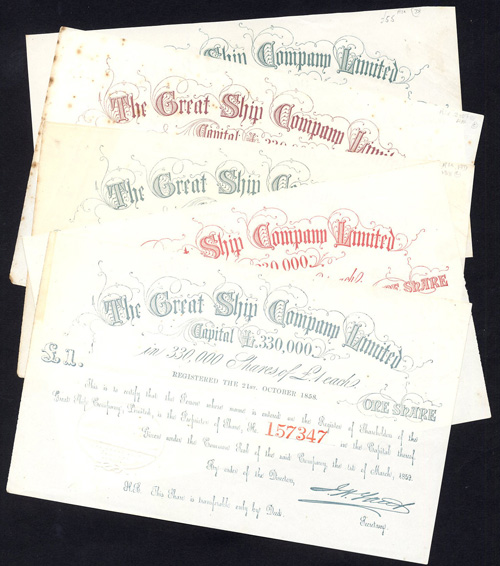 Ship Company Limited
The Great Ship Company Limi
Capital £.330,
The Great Ship Co
Ship Company Limited
330,000.
SHARE
The Great Ship Company Limited
Capital £.330,000.
in 330,000 Shares of £1 each.
£1.
REGISTERED THE 21st. OCTOBER 1858.
ONE SHARE
This is to certify that the Person whose name is entered in the Register of Shareholders of the
Great Ship Company, Limited, is the Proprietor of Share, No. 157347 in the Capital thereof
Given under the Common Seal of the said Company, the 1st of March, 1859.
By order of the Directors,
N.B. This Share is transferable only by Deed.
Secretary.